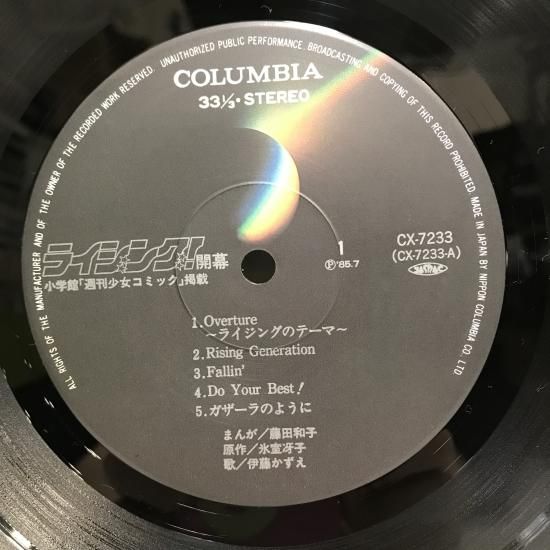 ALL RIGHTS OF THE MANUFACTURER AND OF THE OWNER OF THE RECORDED WORK RESERVED. UNAUTHORIZED PUBLIC PERFORMANCE. BROADCASTING AND COPYING OF THIS RECORD PROHIBITED. MADE IN JAPAN BY NIPPON COLUMBIA CO., LTD.
COLUMBIA
33⅓・STEREO
ライジング!開幕
小学館「週刊少女コミック」掲載
1
Ⓟ'85.7
CX-7233
(CX-7233-A)
JASRAC
1.Overture
〜ライジングのテーマ〜
2.Rising Generation
3.Fallin'
4.Do Your Best!
5.ガザーラのように
まんが/藤田和子
原作/氷室冴子
歌/伊藤かずえ